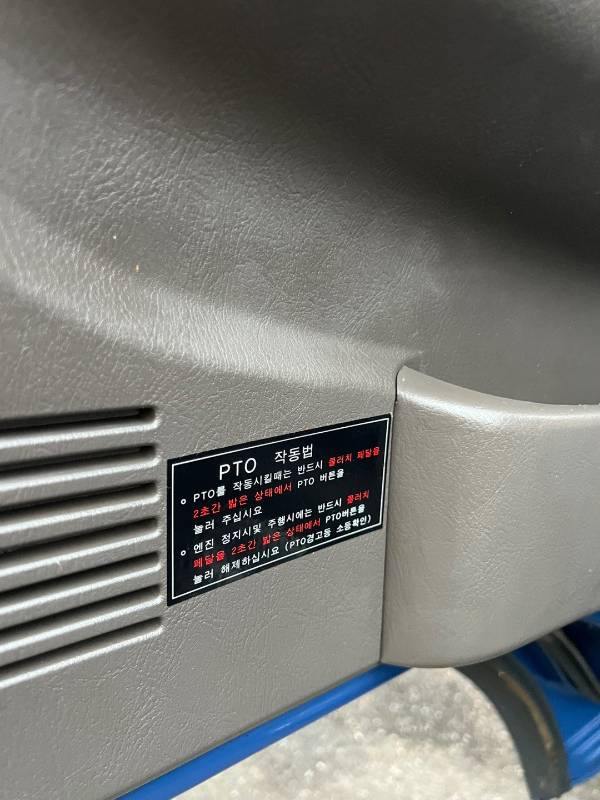 PTO 작동법
o PTO를 작동시킬때는 반드시 클러치 페달을
2초간 밟은 상태에서 PTO 버튼을
눌러 주십시요
o 엔진 정지시및 주행시에는 반드시 클러치
페달을 2초간 밟은 상태에서 PTO버튼을
눌러 해제하십시요 (PTO경고등 소등확인)